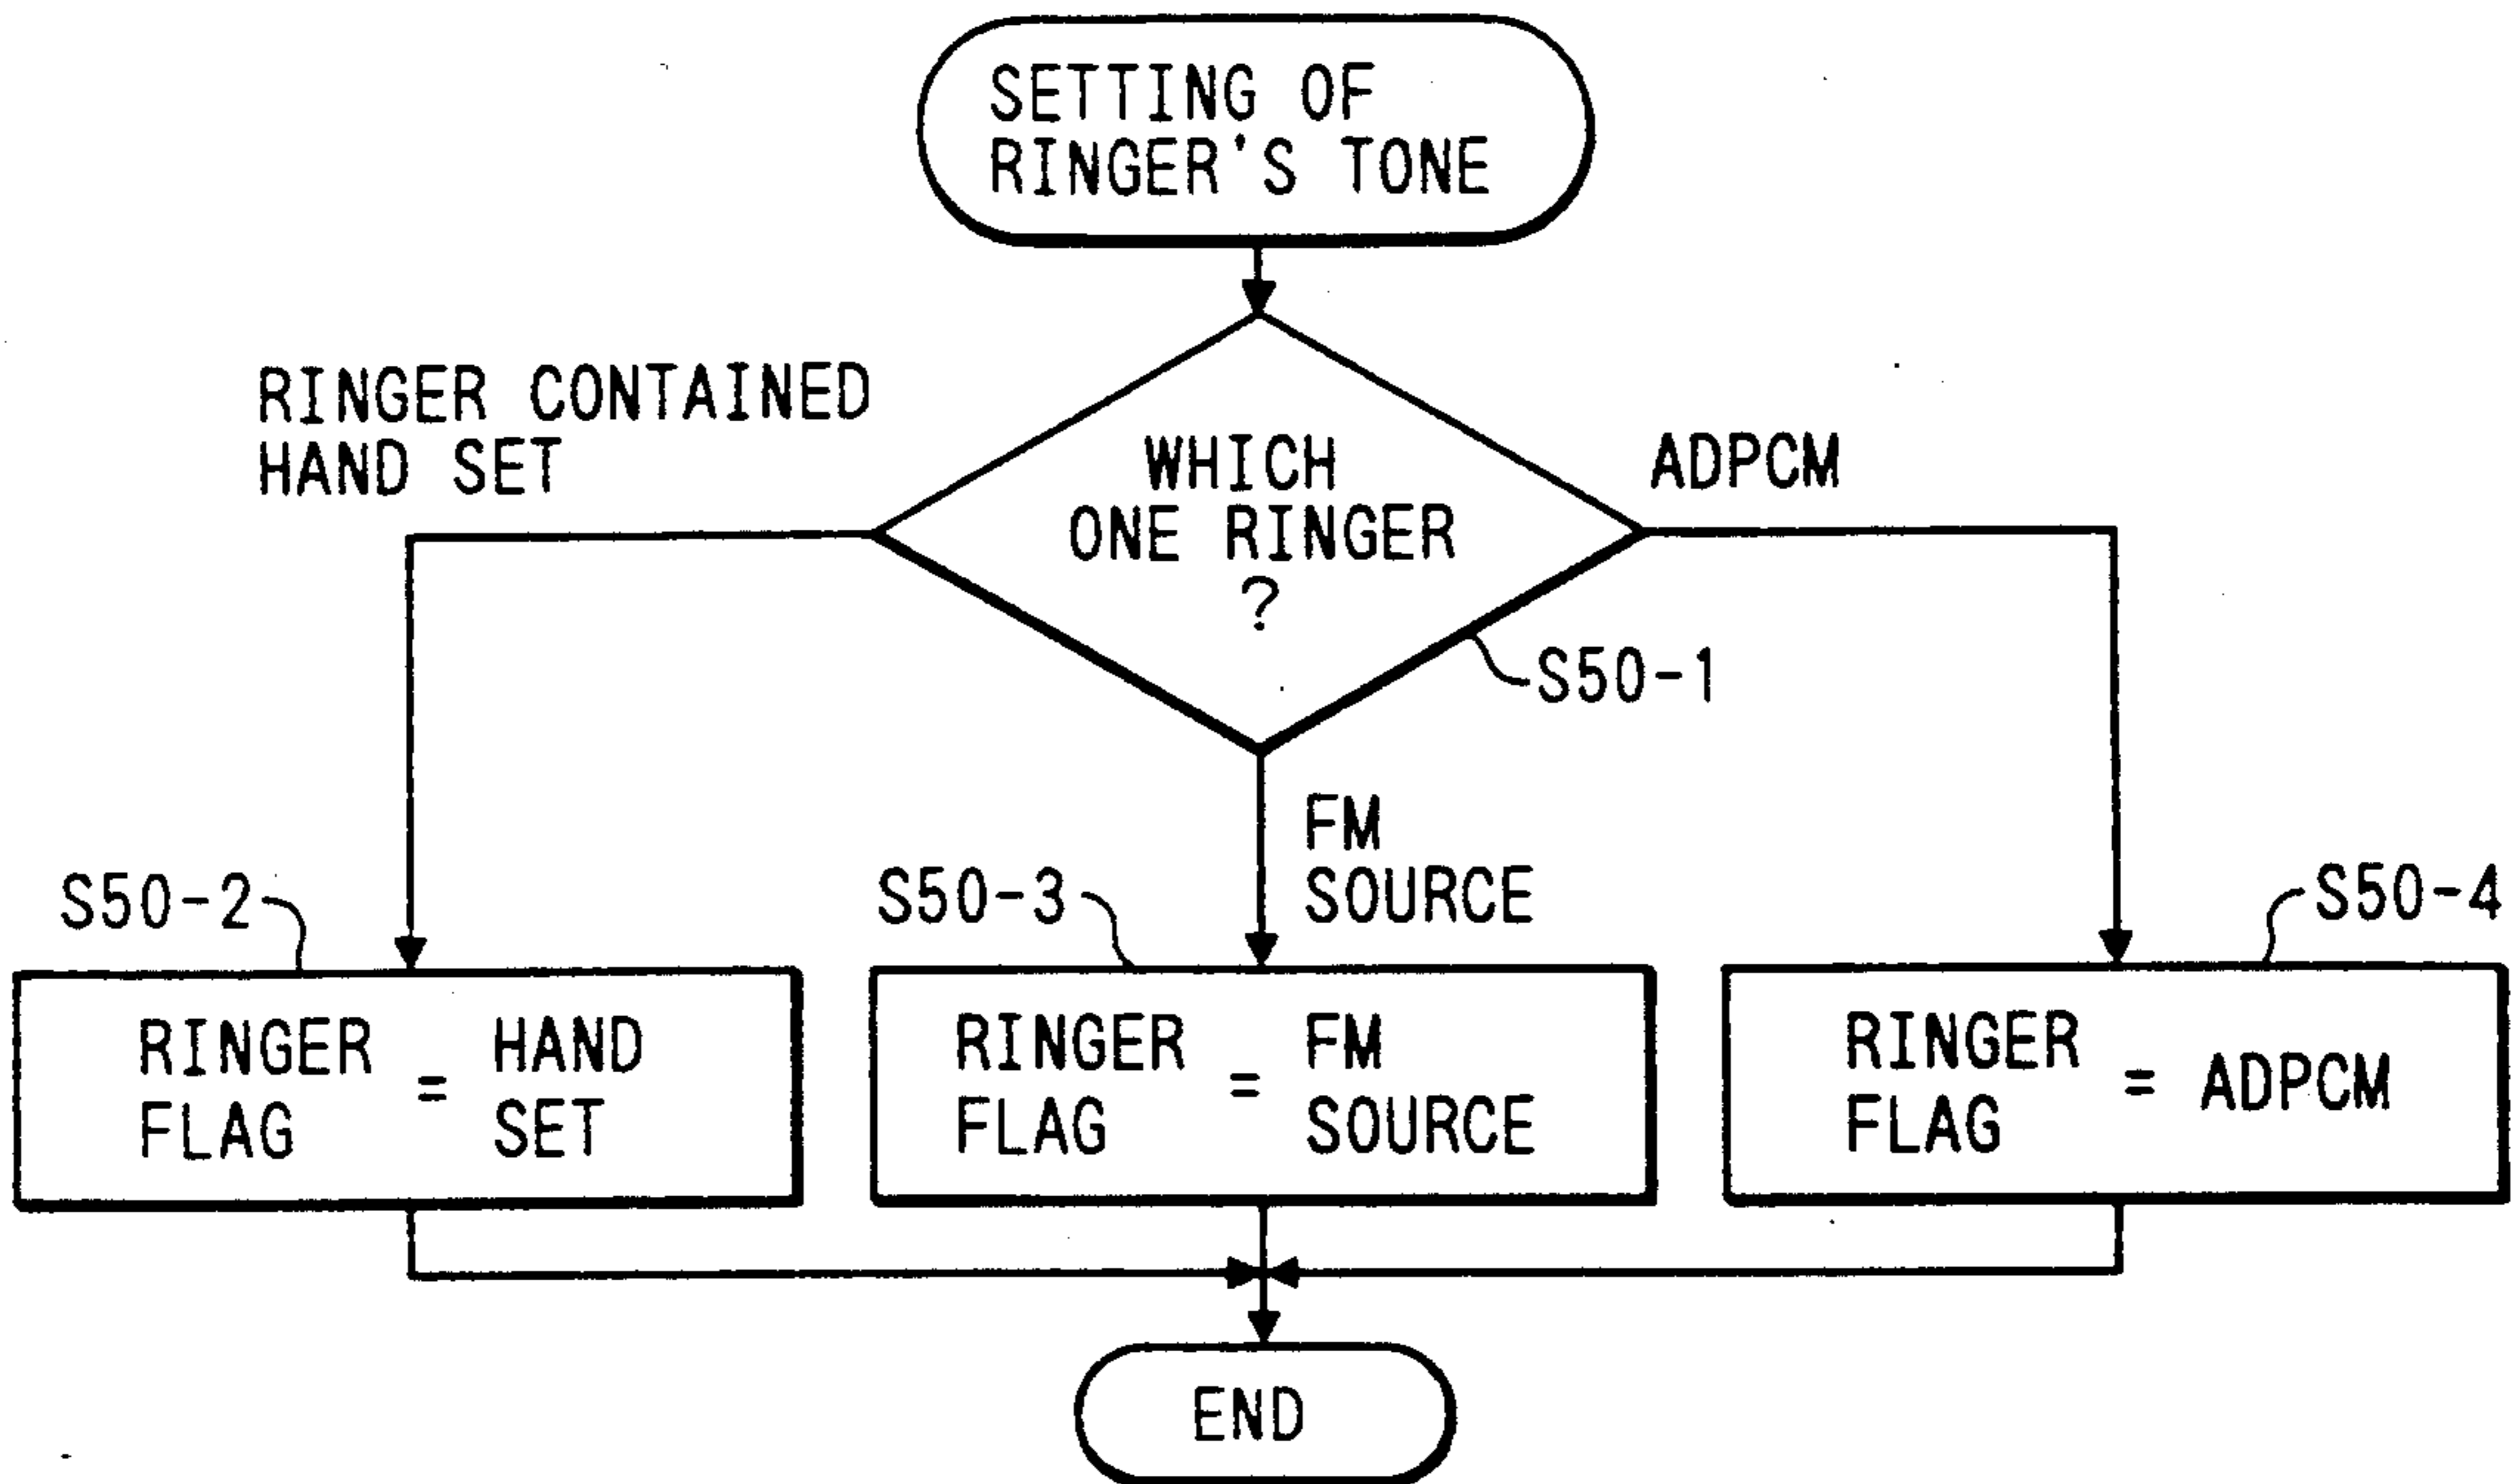 SETTING OF
RINGER'S TONE
RINGER CONTAINED
HAND SET
WHICH
ONE RINGER
?
ADPCM
S50-1
FM
SOURCE
S50-2
S50-3
S50-4
RINGER
FLAG
=
HAND
SET
RINGER
FLAG
=
FM
SOURCE
RINGER
FLAG
= ADPCM
END